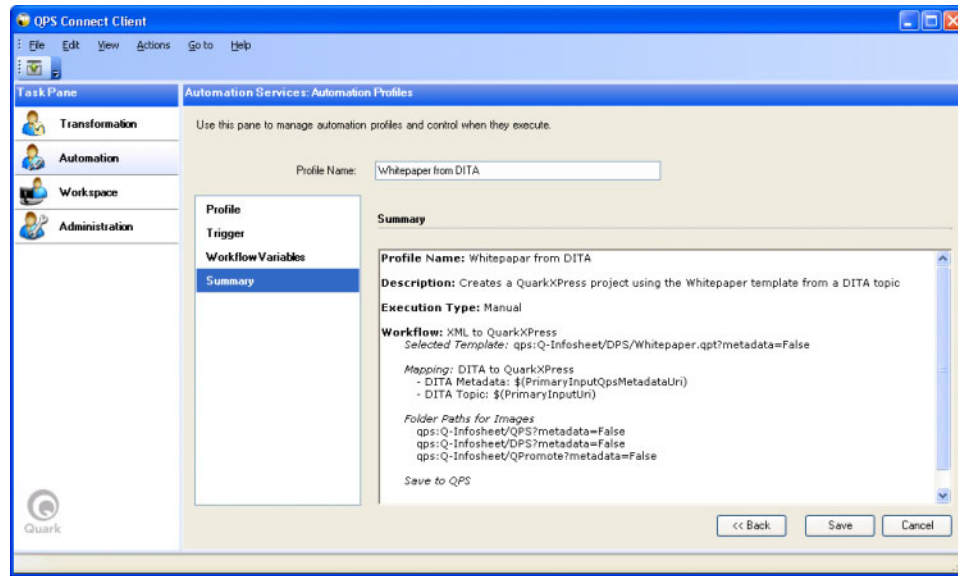 QPS Connect Client
File Edit View Actions Go to Help
Task Pane
Automation Services: Automation Profiles
Transformation
Automation
Workspace
Administration
Use this pane to manage automation profiles and control when they execute.
Profile Name: Whitepaper from DITA
Profile
Trigger
Workflow Variables
Summary
Summary
Profile Name: Whitepapar from DITA
Description: Creates a QuarkXPress project using the Whitepaper template from a DITA topic
Execution Type: Manual
Workflow: XML to QuarkXPress
Selected Template: qps:Q-Infosheet/DPS/Whitepaper.qpt?metadata=False
Mapping: DITA to QuarkXPress
- DITA Metadata: $(PrimaryInputQpsMetadataUri)
- DITA Topic: $(PrimaryInputUri)
Folder Paths for Images
qps:Q-Infosheet/QPS?metadata=False
qps:Q-Infosheet/DPS?metadata=False
qps:Q-Infosheet/QPromote?metadata=False
Save to QPS
Quark
<< Back Save Cancel